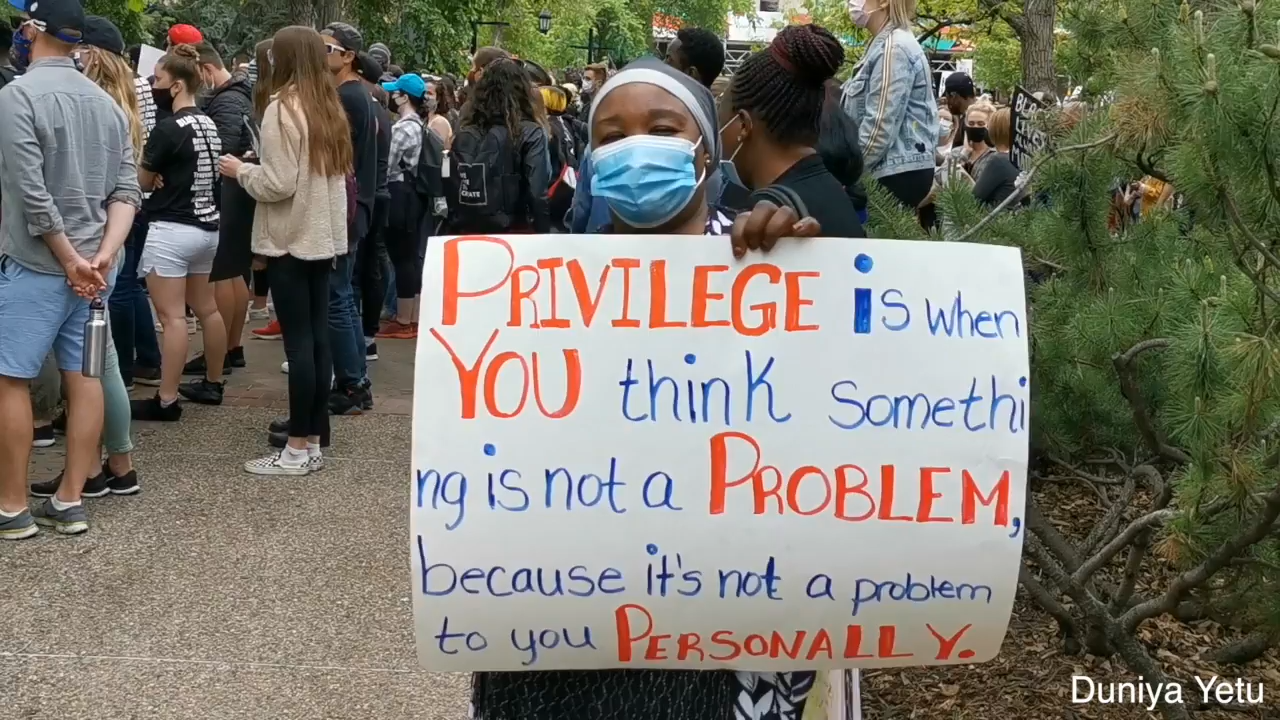 PRIVILEGE is when
YOU think Somethi
ng is not a PROBLEM,
because it's not a problem
to you PERSONALLY.
Duniya Yetu